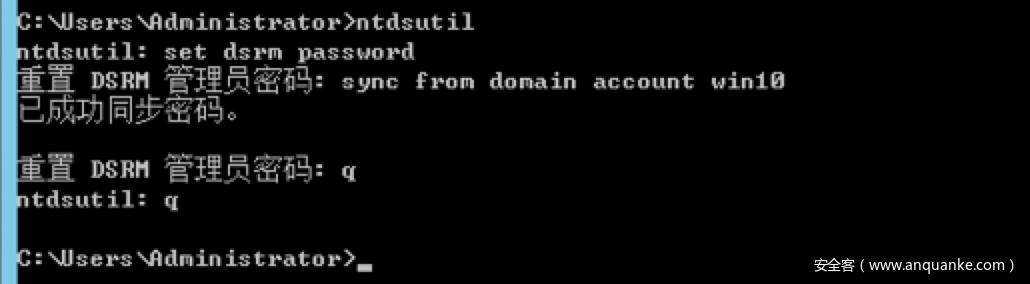 C:\Users\Administrator>ntdsutil
ntdsutil: set dsrm password
重置 DSRM 管理员密码: sync from domain account win10
已成功同步密码。
重置 DSRM 管理员密码: q
ntdsutil: q
C:\Users\Administrator>_
安全客（www.anquanke.com）